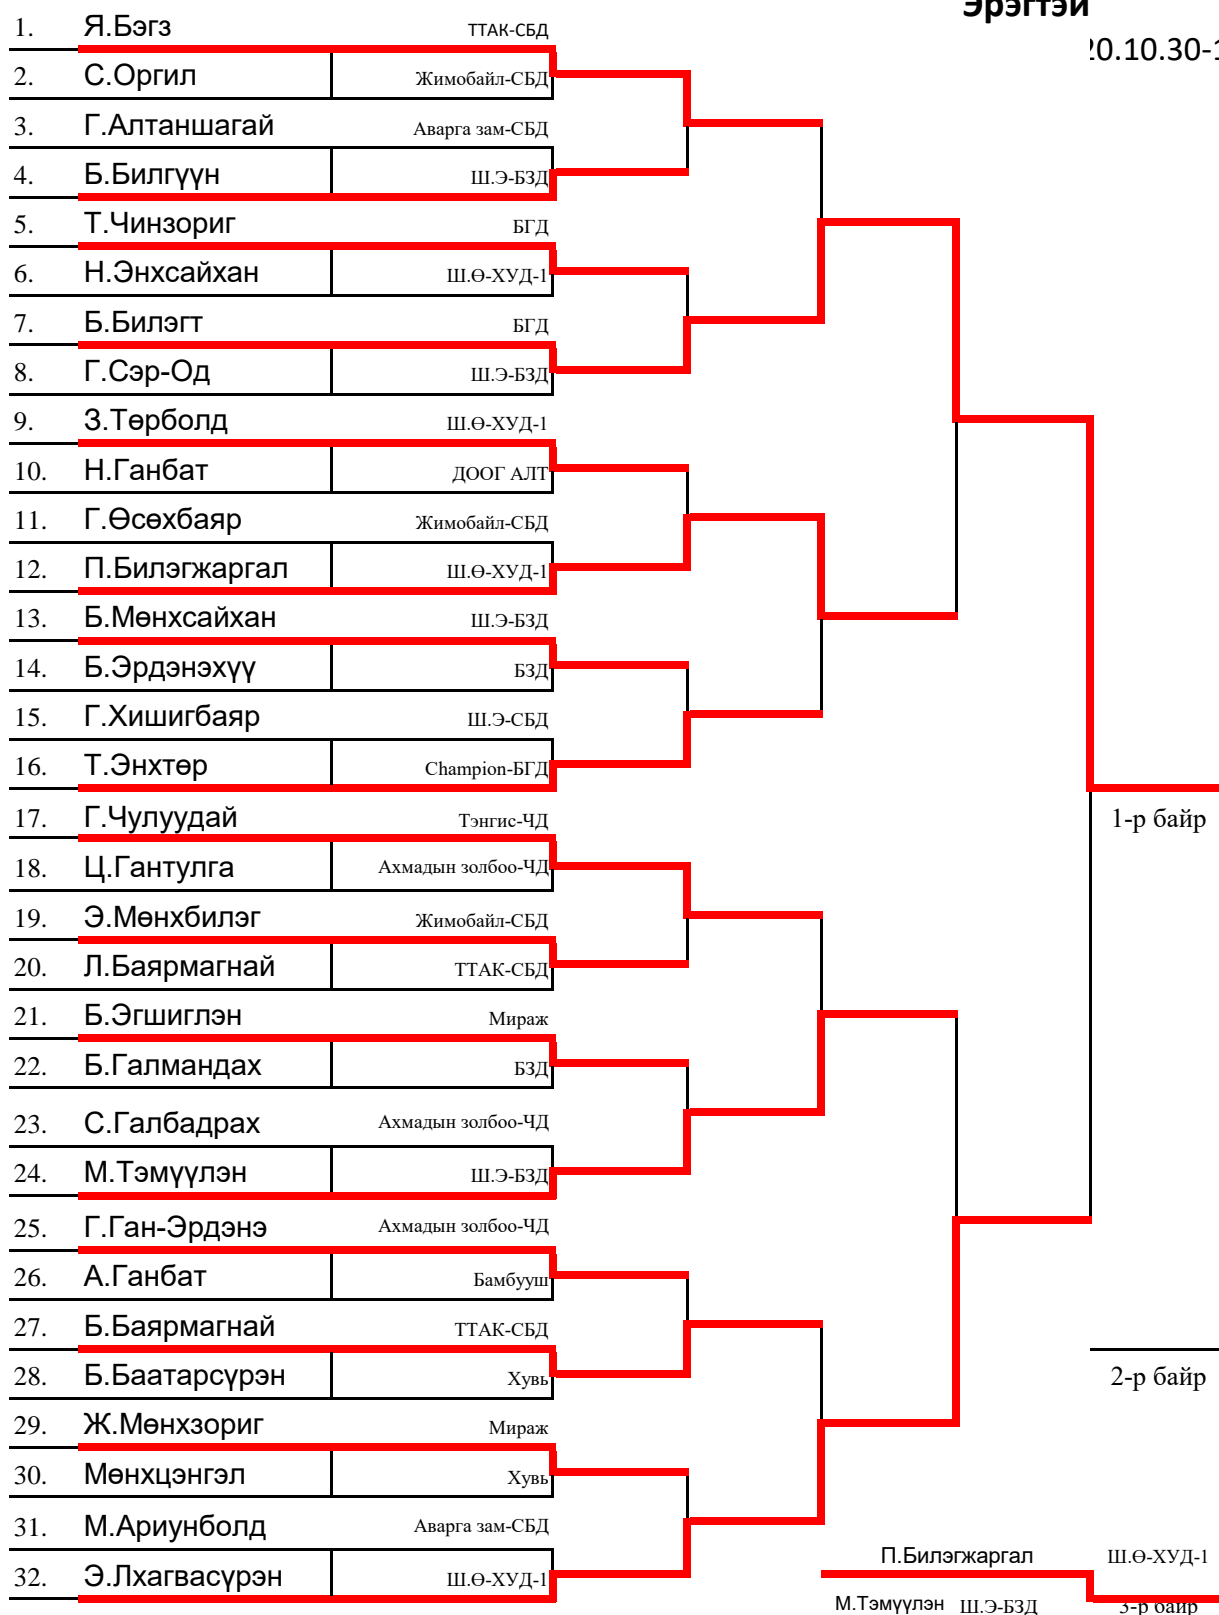 Эрэгтэй
20.10.30-1
1. Я.Бэгз ТТАК-СБД
2. С.Оргил Жимобайл-СБД
3. Г.Алтаншагай Аварга зам-СБД
4. Б.Билгүүн Ш.Э-БЗД
5. Т.Чинзориг БГД
6. Н.Энхсайхан Ш.Ө-ХУД-1
7. Б.Билэгт БГД
8. Г.Сэр-Од Ш.Э-БЗД
9. З.Төрболд Ш.Ө-ХУД-1
10. Н.Ганбат ДООГ АЛТ
11. Г.Өсөхбаяр Жимобайл-СБД
12. П.Билэгжаргал Ш.Ө-ХУД-1
13. Б.Мөнхсайхан Ш.Э-БЗД
14. Б.Эрдэнэхүү БЗД
15. Г.Хишигбаяр Ш.Э-СБД
16. Т.Энхтөр Champion-БГД
17. Г.Чулуудай Тэнгис-ЧД
1-р байр
18. Ц.Гантулга Ахмадын золбоо-ЧД
19. Э.Мөнхбилэг Жимобайл-СБД
20. Л.Баярмагнай ТТАК-СБД
21. Б.Эгшиглэн Мираж
22. Б.Галмандах БЗД
23. С.Галбадрах Ахмадын золбоо-ЧД
24. М.Тэмүүлэн Ш.Э-БЗД
25. Г.Ган-Эрдэнэ Ахмадын золбоо-ЧД
26. А.Ганбат Бамбууш
27. Б.Баярмагнай ТТАК-СБД
28. Б.Баатарсүрэн Хувь
2-р байр
29. Ж.Мөнхзориг Мираж
30. Мөнхцэнгэл Хувь
31. М.Ариунболд Аварга зам-СБД
П.Билэгжаргал Ш.Ө-ХУД-1
32. Э.Лхагвасүрэн Ш.Ө-ХУД-1
М.Тэмүүлэн Ш.Э-БЗД 3-р байр